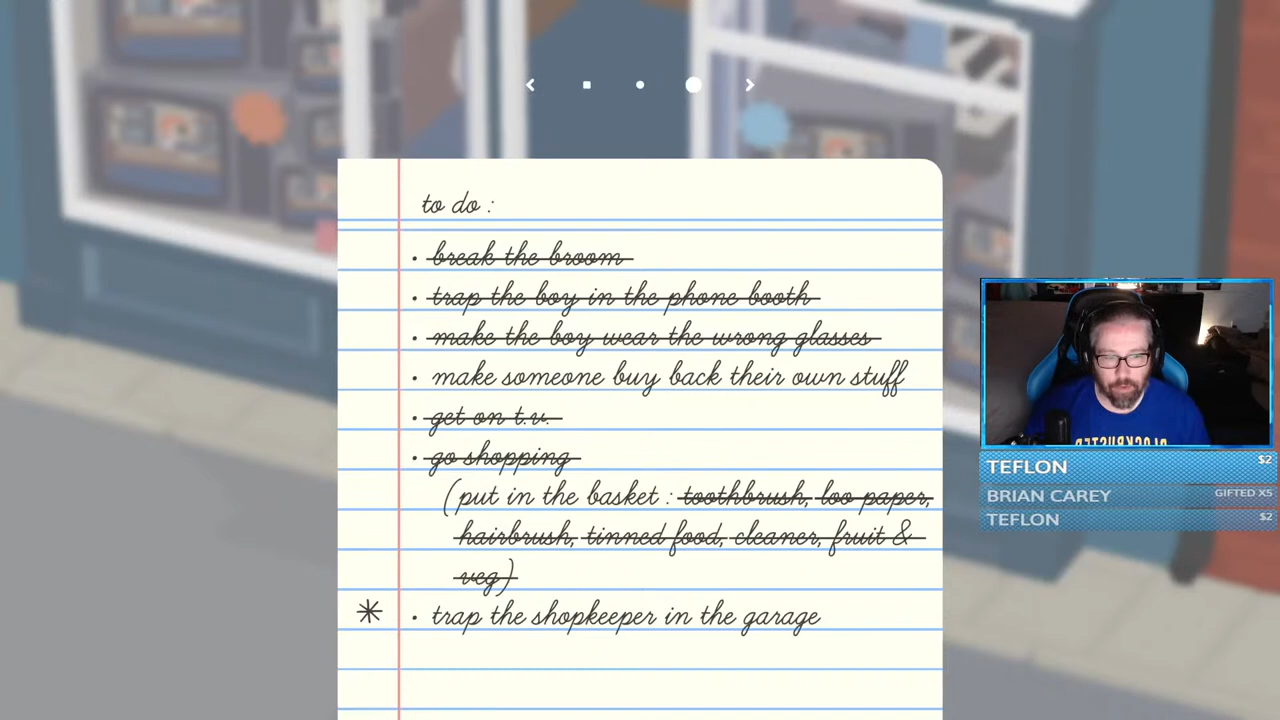 to do :
• break the broom
• trap the boy in the phone booth
• make the boy wear the wrong glasses
• make someone buy back their own stuff
• get on t.v.
• go shopping
(put in the basket : toothbrush, loo paper,
hairbrush, tinned food, cleaner, fruit &
veg)
* • trap the shopkeeper in the garage
TEFLON $2
BRIAN CAREY GIFTED X5
TEFLON $2